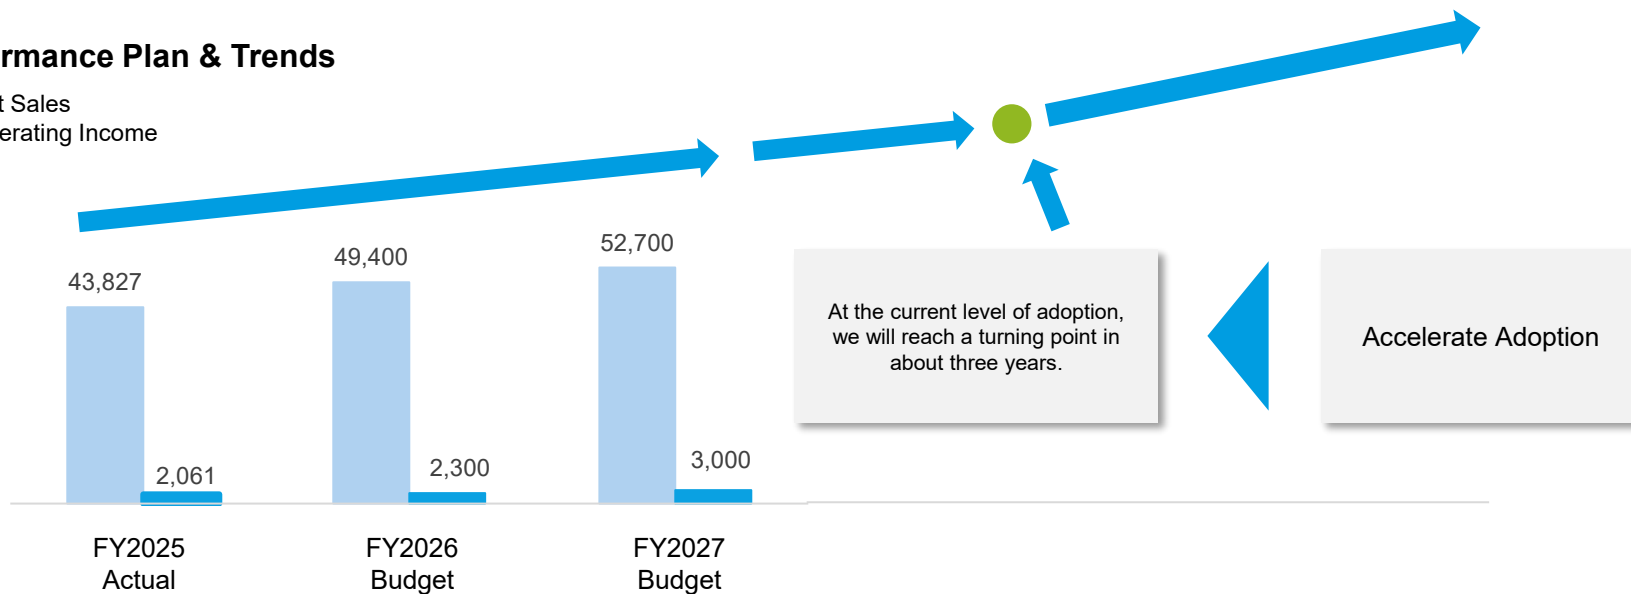 rmance Plan & Trends
t Sales
erating Income
43,827
49,400
52,700
2,061
2,300
3,000
At the current level of adoption,
we will reach a turning point in
about three years.
Accelerate Adoption
FY2025
Actual
FY2026
Budget
FY2027
Budget